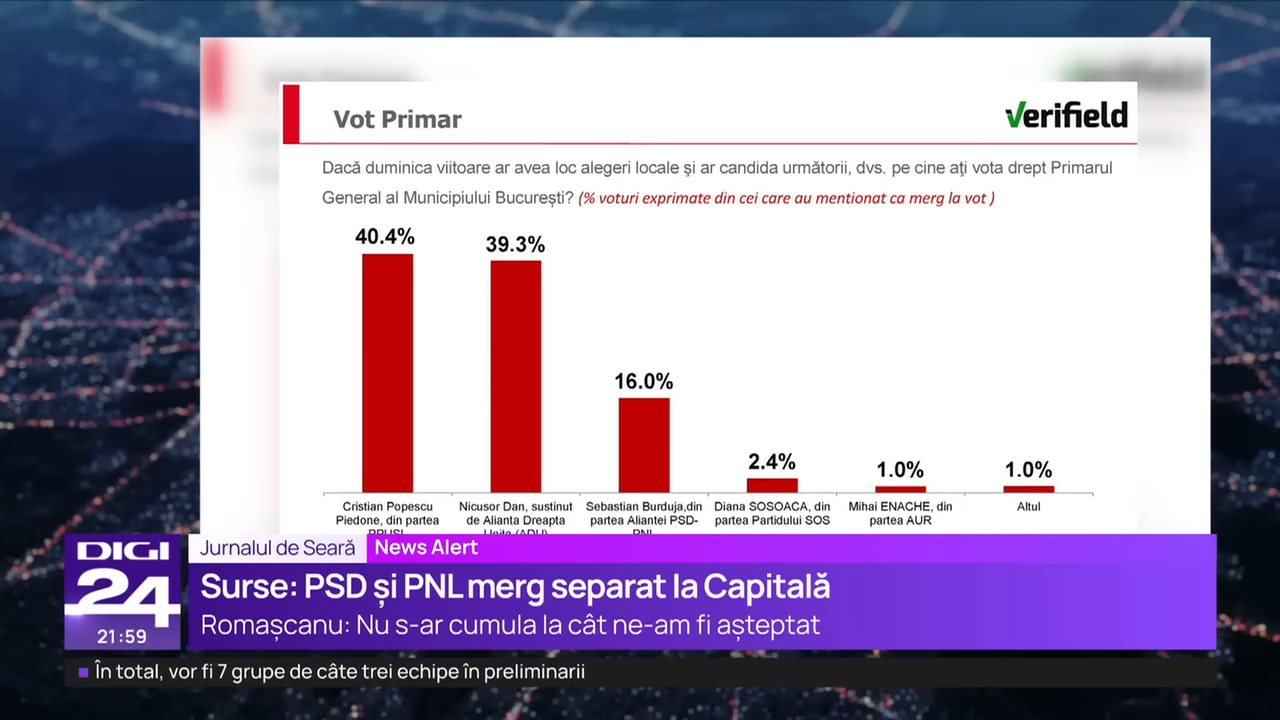 Vot Primar
Verifield
Dacă duminica viitoare ar avea loc alegeri locale şi ar candida următorii, dvs. pe cine aţi vota drept Primarul
General al Municipiului Bucureşti? (% voturi exprimate din cei care au mentionat ca merg la vot )
40.4%
39.3%
16.0%
2.4%
1.0%
1.0%
Cristian Popescu
Piedone, din partea
Nicusor Dan, sustinut
de Alianta Dreapta
Unita (ADU)
Sebastian Burduja,din
partea Aliantei PSD-
PNL
Diana SOSOACA, din
partea Partidului SOS
Mihai ENACHE, din
partea AUR
Altul
DIGI
24
21:59
Jurnalul de Seară
News Alert
Surse: PSD și PNL merg separat la Capitală
Romașcanu: Nu s-ar cumula la cât ne-am fi așteptat
În total, vor fi 7 grupe de câte trei echipe în preliminarii